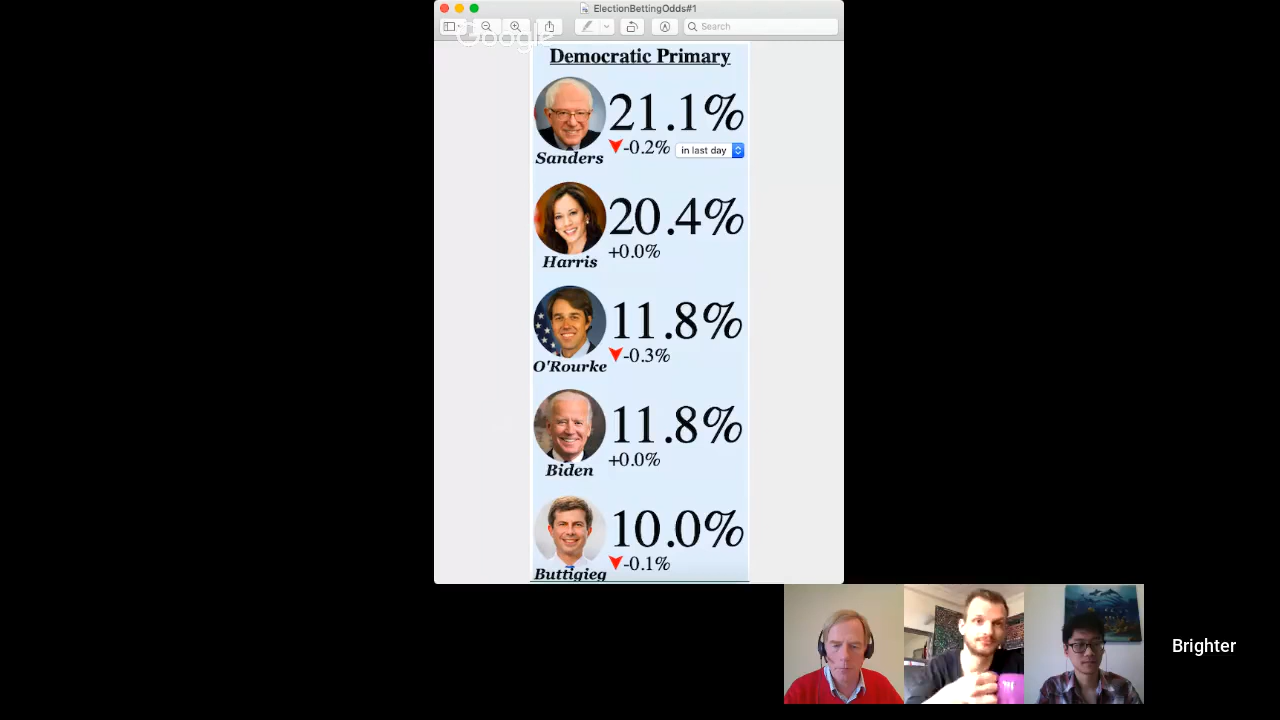 ElectionBettingOdds#1
Search
Google
Democratic Primary
21.1%
-0.2% in last day
Sanders
20.4%
+0.0%
Harris
11.8%
-0.3%
O'Rourke
11.8%
+0.0%
Biden
10.0%
-0.1%
Buttigieg
Brighter